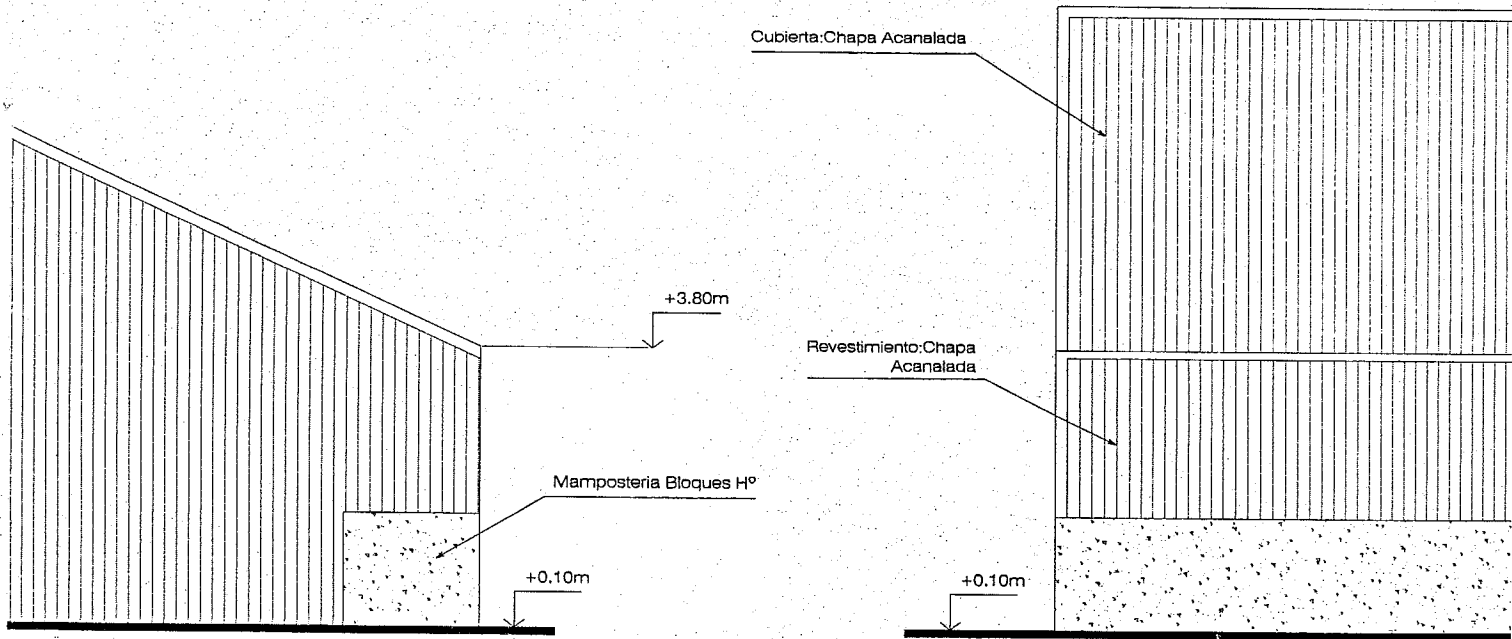 Cubierta:Chapa Acanalada
+3.80m
Revestimiento:Chapa
Acanalada
Mamposteria Bloques Hº
+0.10m
+0.10m